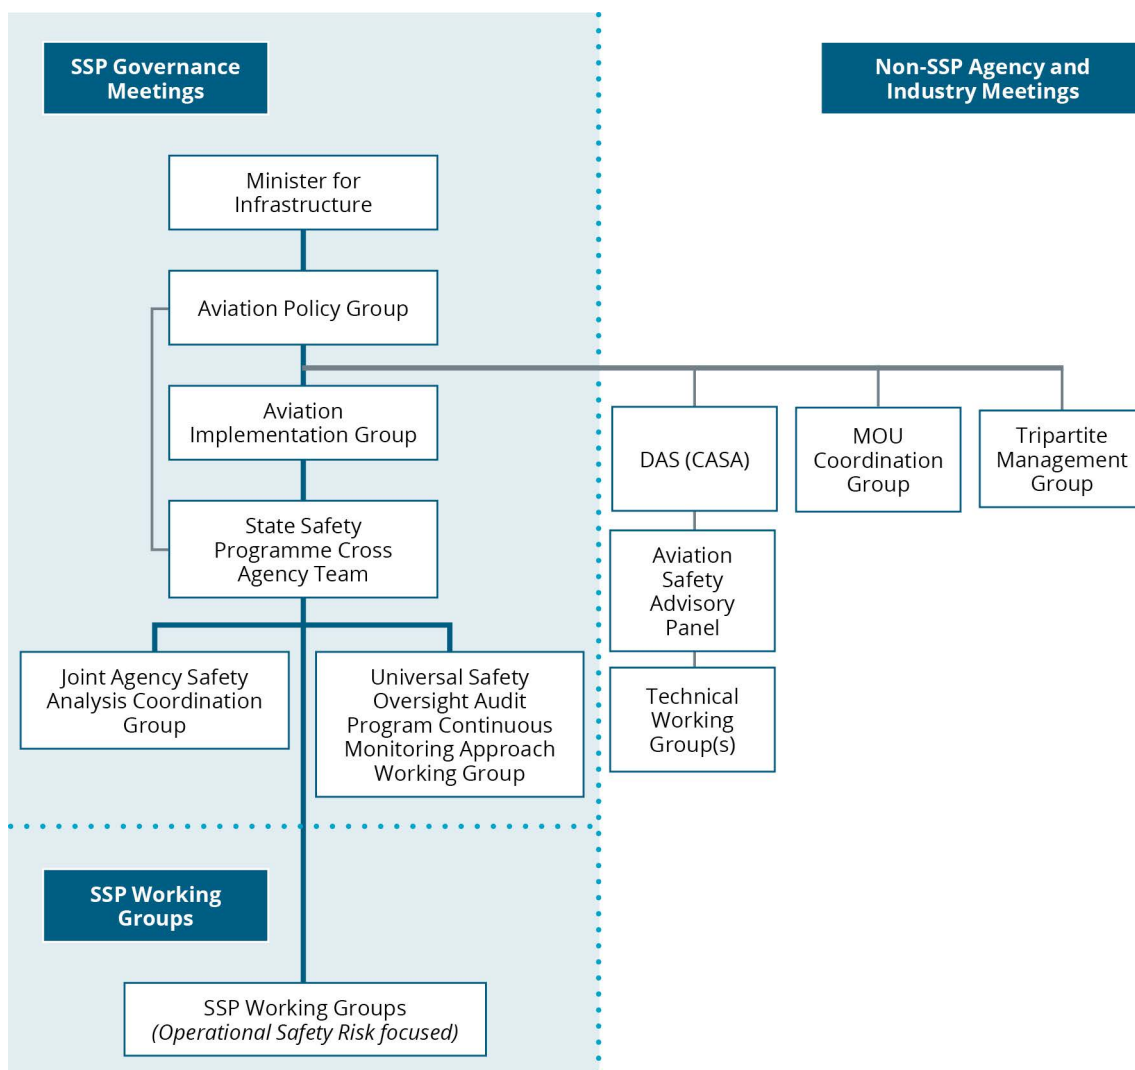 SSP Governance
Meetings
Non-SSP Agency and
Industry Meetings
Minister for
Infrastructure
Aviation Policy Group
Aviation
Implementation Group
State Safety
Programme Cross
Agency Team
Joint Agency Safety
Analysis Coordination
Group
Universal Safety
Oversight Audit
Program Continuous
Monitoring Approach
Working Group
DAS (CASA)
MOU
Coordination
Group
Tripartite
Management
Group
Aviation
Safety
Advisory
Panel
Technical
Working
Group(s)
SSP Working
Groups
SSP Working Groups
(Operational Safety Risk focused)